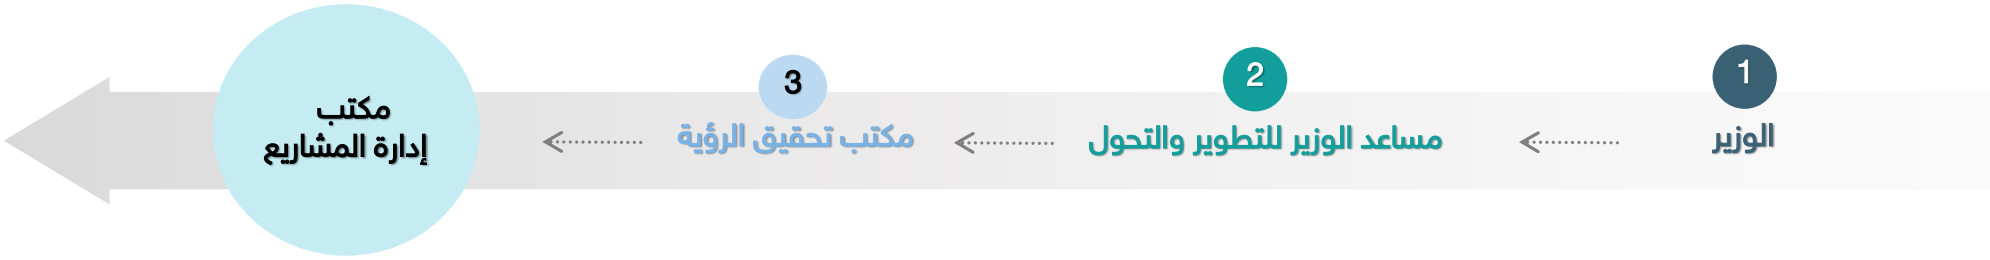 1
الوزير
2
مساعد الوزير للتطوير والتحول
3
مكتب تحقيق الرؤية
مكتب
إدارة المشاريع